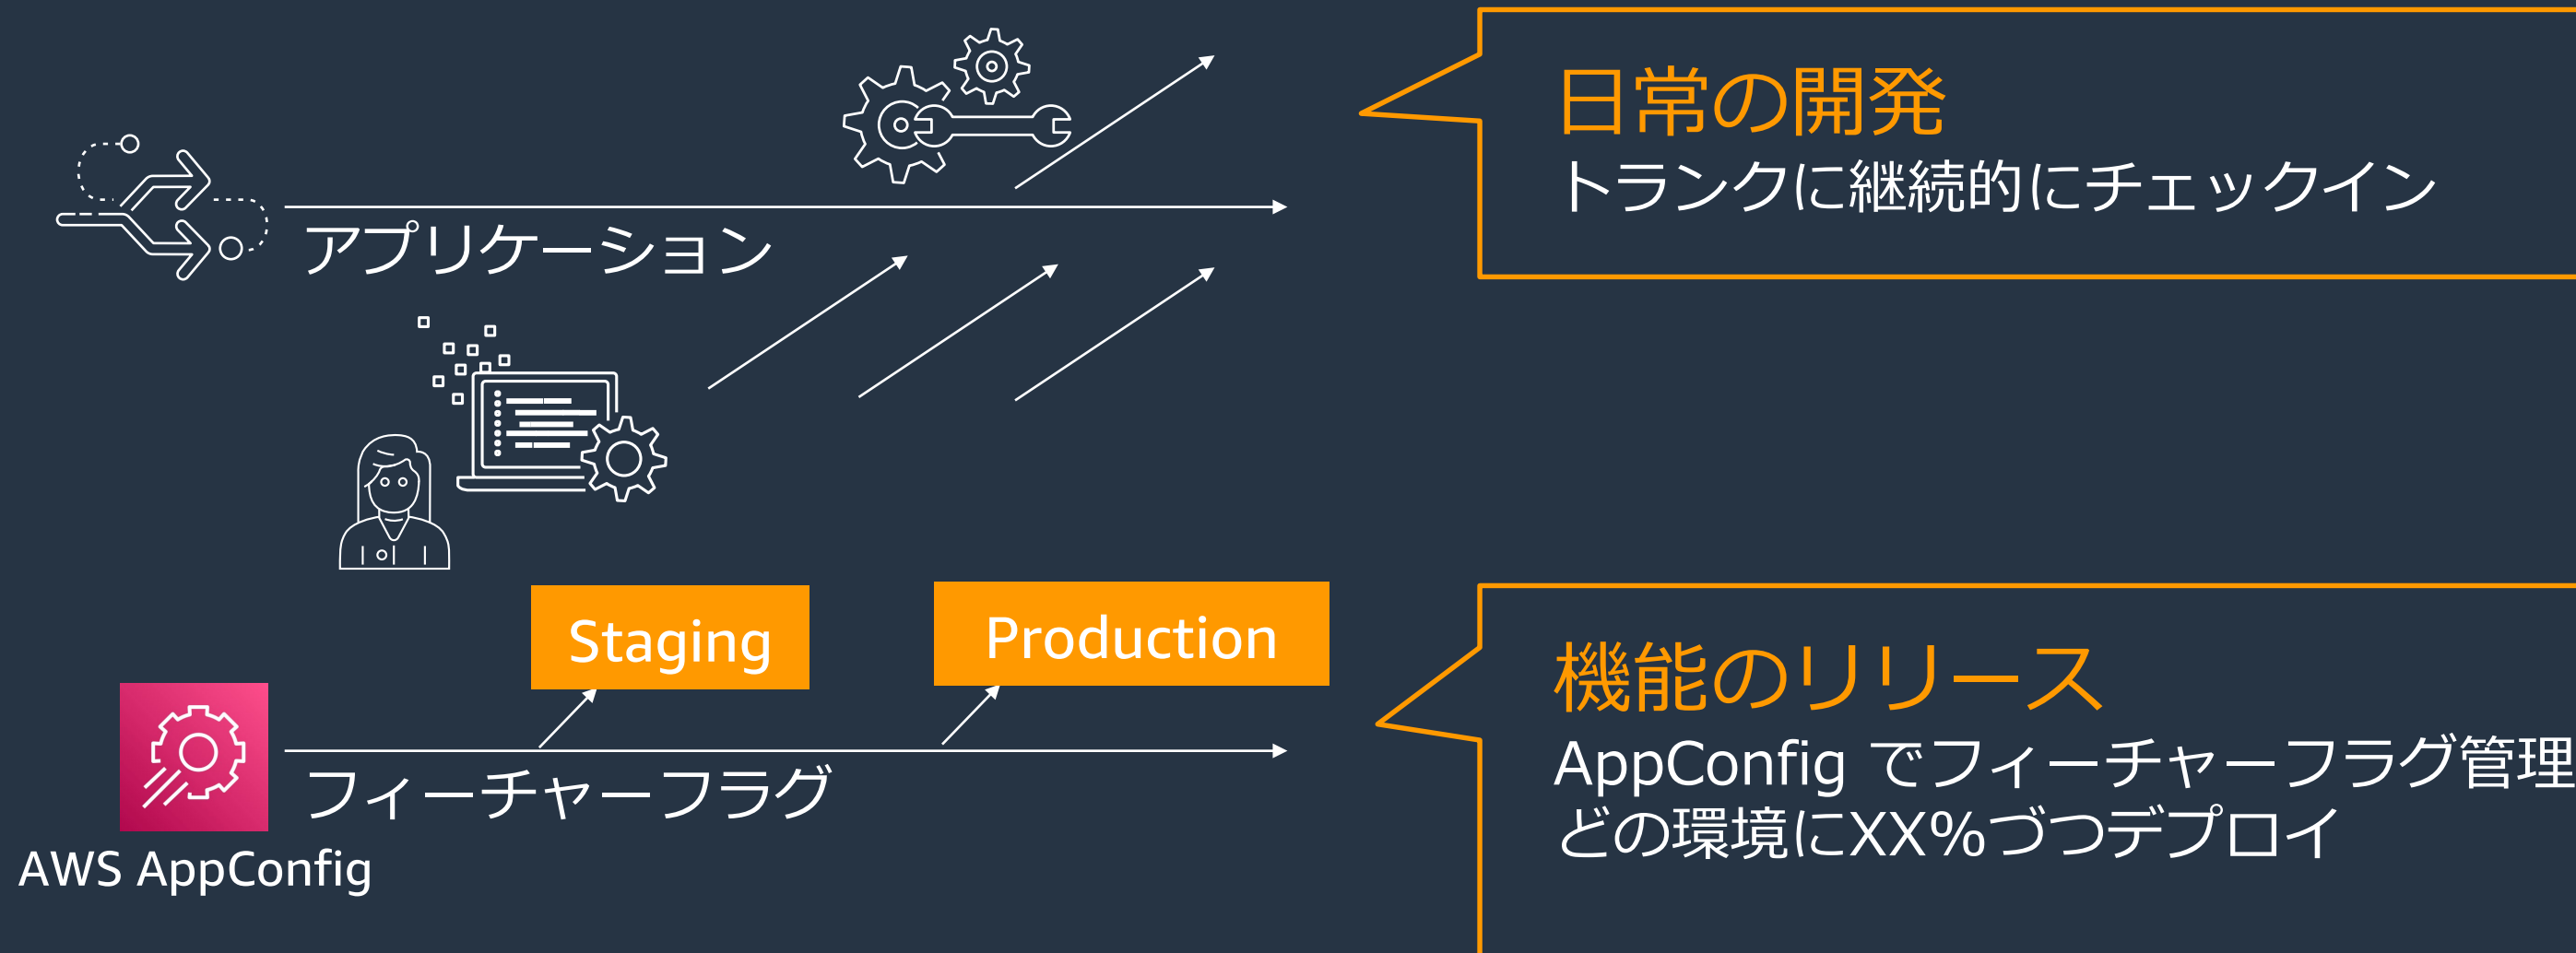 日常の開発
トランクに継続的にチェックイン
アプリケーション
Staging
Production
機能のリリース
AppConfig でフィーチャーフラグ管理
どの環境にXX%づつデプロイ
フィーチャーフラグ
AWS AppConfig